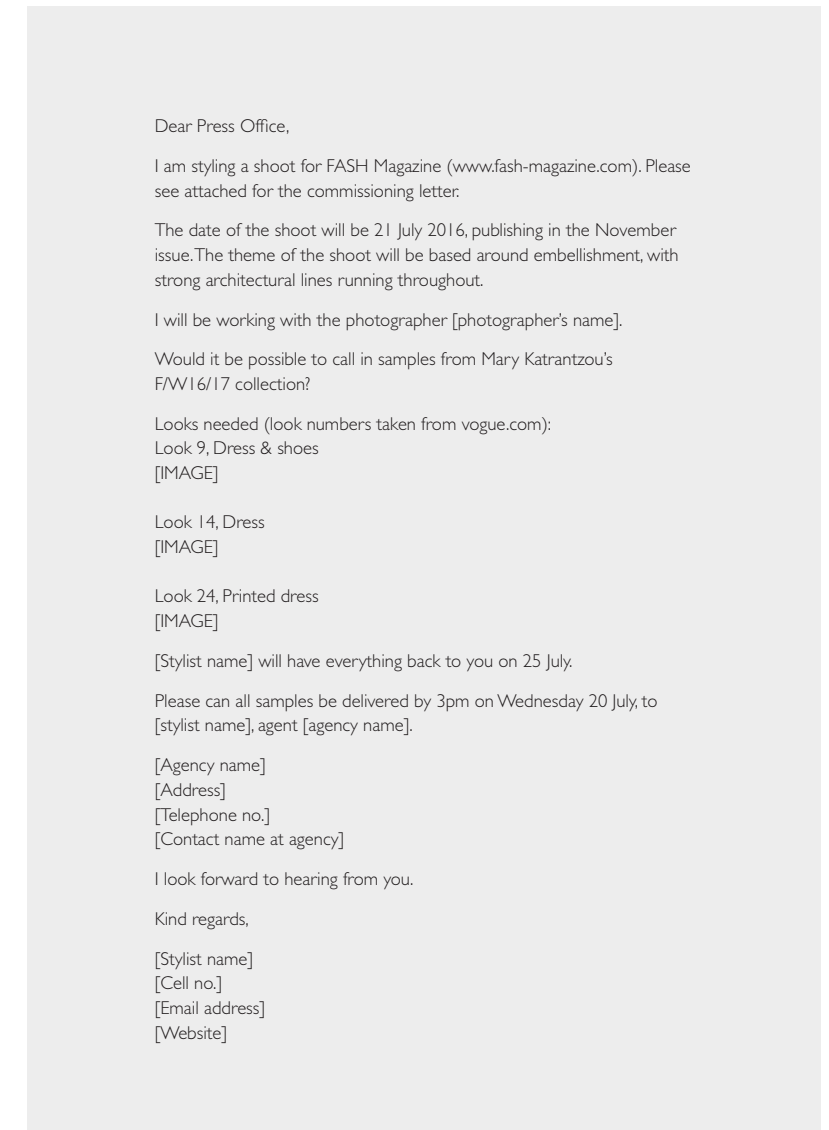 Dear Press Office,
I am styling a shoot for FASH Magazine (www.fash-magazine.com). Please
see attached for the commissioning letter.
The date of the shoot will be 21 July 2016, publishing in the November
issue. The theme of the shoot will be based around embellishment, with
strong architectural lines running throughout.
I will be working with the photographer [photographer's name].
Would it be possible to call in samples from Mary Katrantzou's
F/W16/17 collection?
Looks needed (look numbers taken from vogue.com):
Look 9, Dress & shoes
[IMAGE]
Look 14, Dress
[IMAGE]
Look 24, Printed dress
[IMAGE]
[Stylist name] will have everything back to you on 25 July.
Please can all samples be delivered by 3pm on Wednesday 20 July, to
[stylist name], agent [agency name].
[Agency name]
[Address]
[Telephone no.]
[Contact name at agency]
I look forward to hearing from you.
Kind regards,
[Stylist name]
[Cell no.]
[Email address]
[Website]